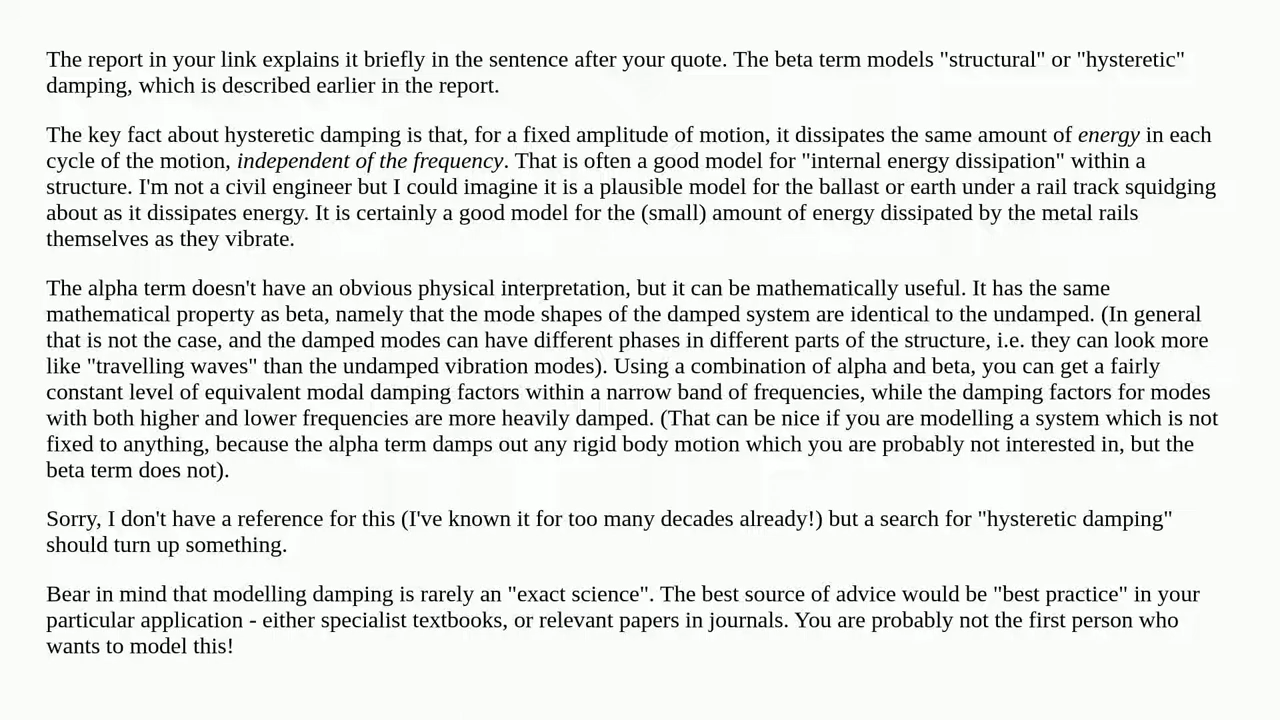 The report in your link explains it briefly in the sentence after your quote. The beta term models "structural" or "hysteretic"
damping, which is described earlier in the report.
The key fact about hysteretic damping is that, for a fixed amplitude of motion, it dissipates the same amount of energy in each
cycle of the motion, independent of the frequency. That is often a good model for "internal energy dissipation" within a
structure. I'm not a civil engineer but I could imagine it is a plausible model for the ballast or earth under a rail track squidging
about as it dissipates energy. It is certainly a good model for the (small) amount of energy dissipated by the metal rails
themselves as they vibrate.
The alpha term doesn't have an obvious physical interpretation, but it can be mathematically useful. It has the same
mathematical property as beta, namely that the mode shapes of the damped system are identical to the undamped. (In general
that is not the case, and the damped modes can have different phases in different parts of the structure, i.e. they can look more
like "travelling waves" than the undamped vibration modes). Using a combination of alpha and beta, you can get a fairly
constant level of equivalent modal damping factors within a narrow band of frequencies, while the damping factors for modes
with both higher and lower frequencies are more heavily damped. (That can be nice if you are modelling a system which is not
fixed to anything, because the alpha term damps out any rigid body motion which you are probably not interested in, but the
beta term does not).
Sorry, I don't have a reference for this (I've known it for too many decades already!) but a search for "hysteretic damping"
should turn up something.
Bear in mind that modelling damping is rarely an "exact science". The best source of advice would be "best practice" in your
particular application - either specialist textbooks, or relevant papers in journals. You are probably not the first person who
wants to model this!